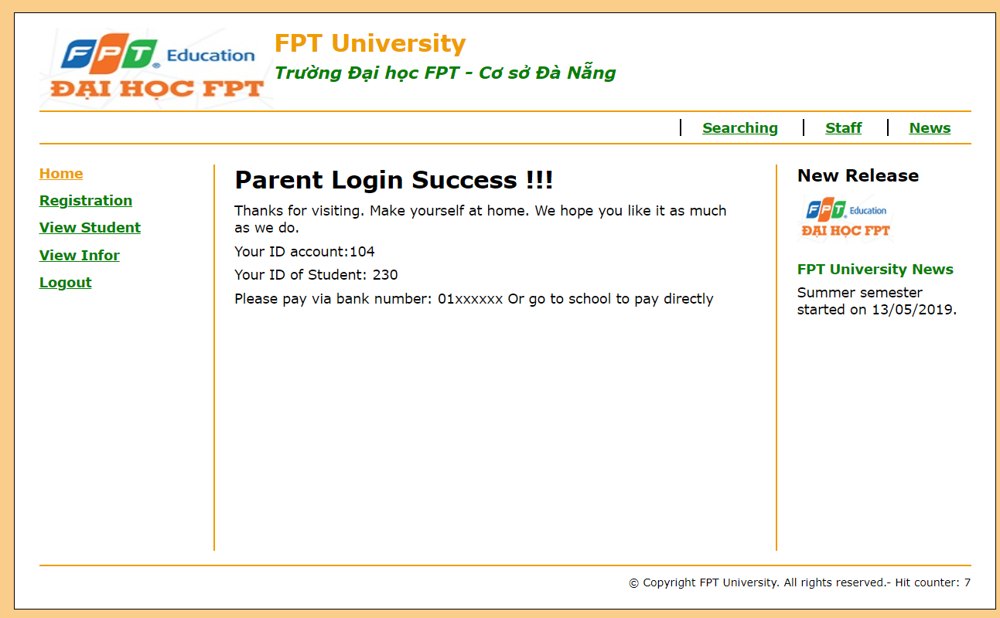 FPT Education
ĐẠI HỌC FPT
FPT University
Trường Đại học FPT - Cơ sở Đà Nẵng
Searching
Staff
News
Home
Registration
View Student
View Infor
Logout
Parent Login Success !!!
Thanks for visiting. Make yourself at home. We hope you like it as much
as we do.
Your ID account:104
Your ID of Student: 230
Please pay via bank number: 01xxxxxx Or go to school to pay directly
New Release
FPT Education
ĐẠI HỌC FPT
FPT University News
Summer semester
started on 13/05/2019.
© Copyright FPT University. All rights reserved.- Hit counter: 7